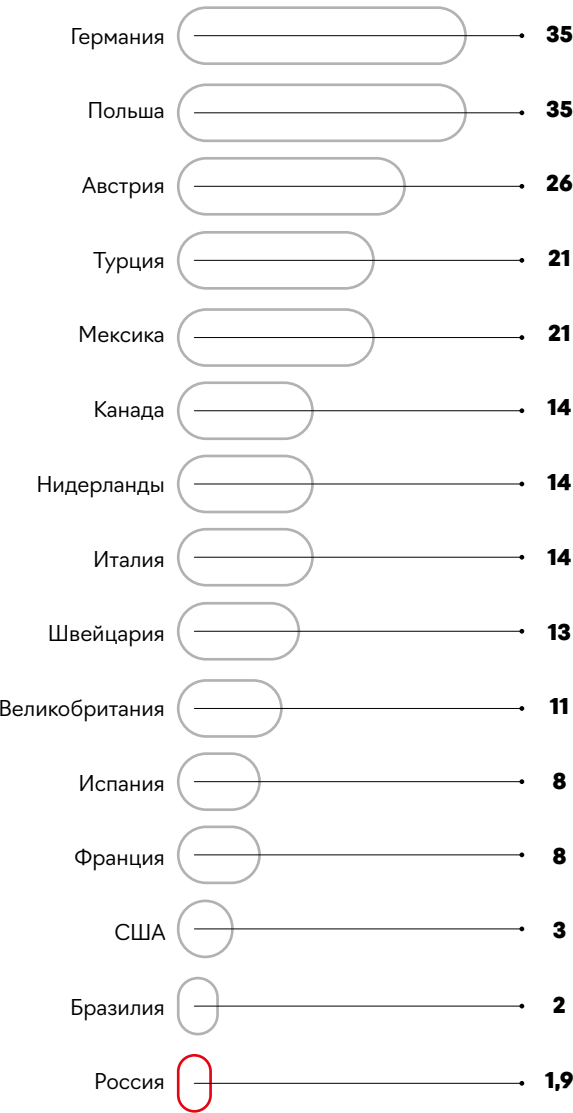 Германия 35
Польша 35
Австрия 26
Турция 21
Мексика 21
Канада 14
Нидерланды 14
Италия 14
Швейцария 13
Великобритания 11
Испания 8
Франция 8
США 3
Бразилия 2
Россия 1,9